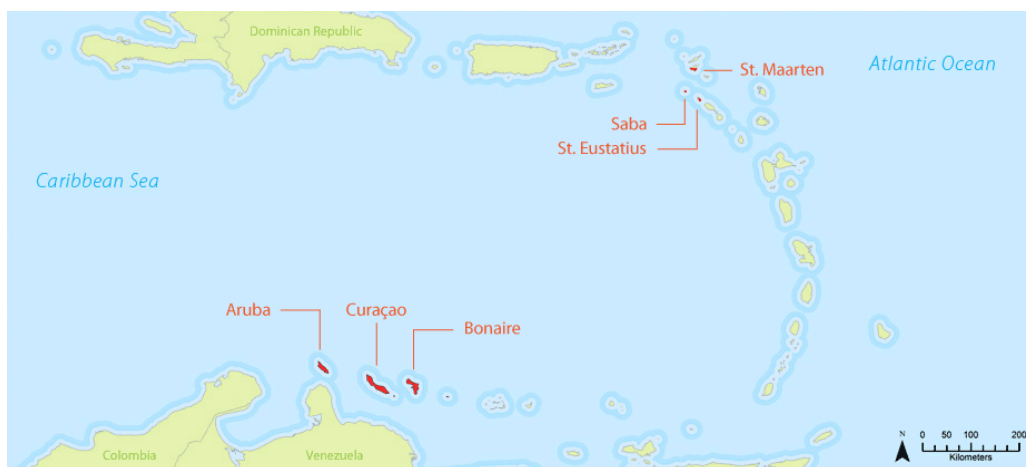 Dominican Republic
St. Maarten
Atlantic Ocean
Saba
St. Eustatius
Caribbean Sea
Aruba
Curaçao
Bonaire
Colombia
Venezuela
N
0 50 100 200
Kilometers